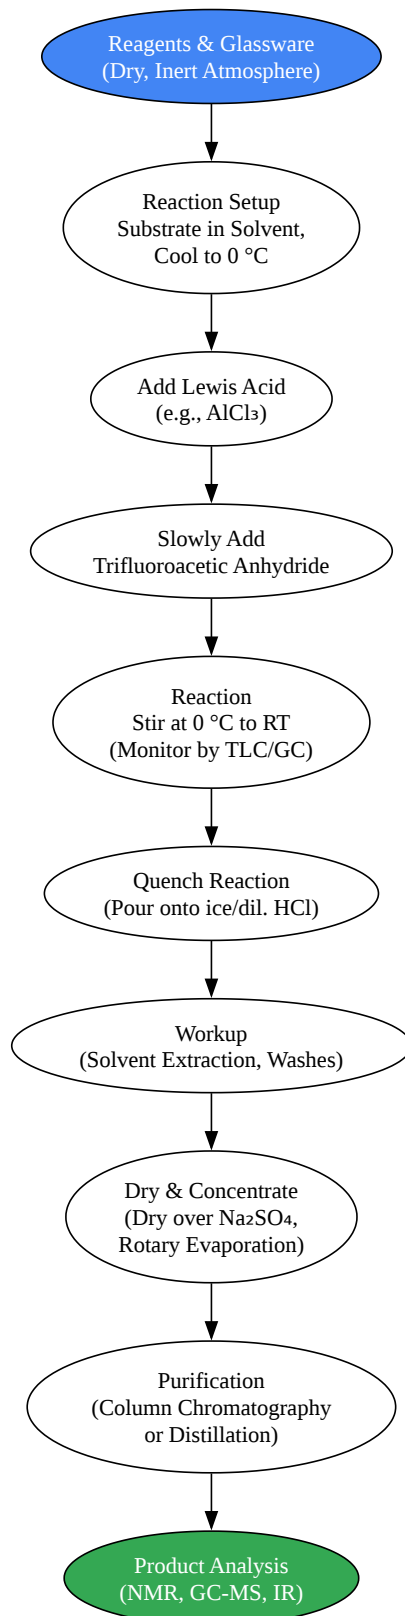 Reagents & Glassware
(Dry, Inert Atmosphere)
Reaction Setup
Substrate in Solvent,
Cool to 0 °C
Add Lewis Acid
(e.g., AlCl₃)
Slowly Add
Trifluoroacetic Anhydride
Reaction
Stir at 0 °C to RT
(Monitor by TLC/GC)
Quench Reaction
(Pour onto ice/dil. HCl)
Workup
(Solvent Extraction, Washes)
Dry & Concentrate
(Dry over Na₂SO₄,
Rotary Evaporation)
Purification
(Column Chromatography
or Distillation)
Product Analysis
(NMR, GC-MS, IR)